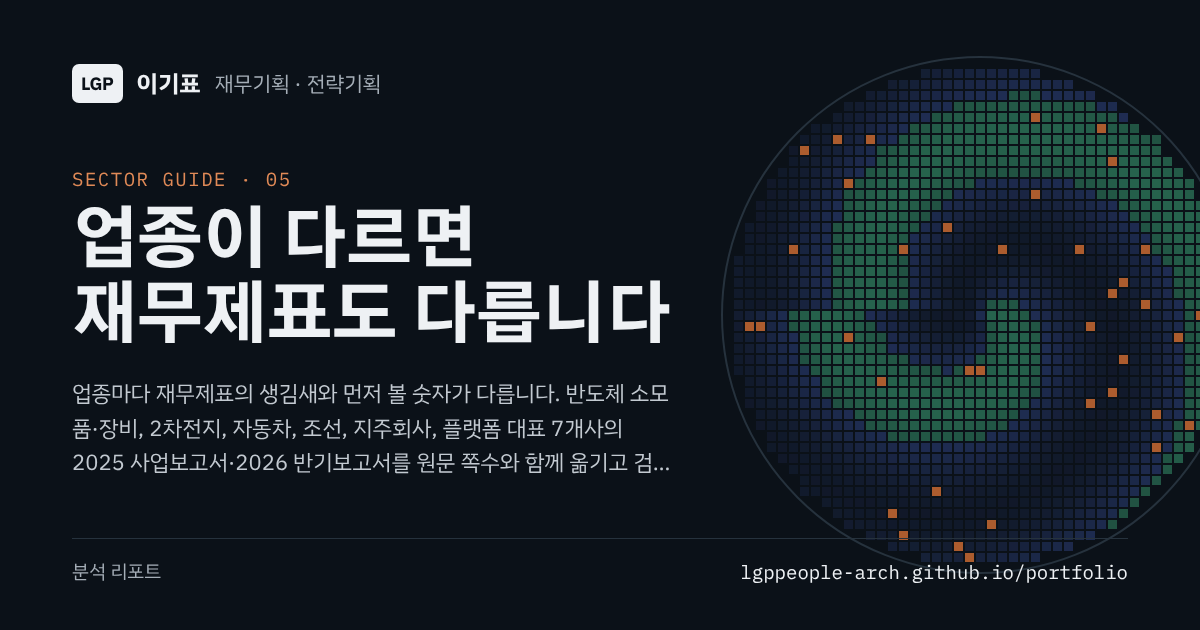 LGP 이기표 재무기획 · 전략기획
SECTOR GUIDE · 05
업종이 다르면
재무제표도 다릅니다
업종마다 재무제표의 생김새와 먼저 볼 숫자가 다릅니다. 반도체 소모
품·장비, 2차전지, 자동차, 조선, 지주회사, 플랫폼 대표 7개사의
2025 사업보고서·2026 반기보고서를 원문 쪽수와 함께 옮기고 검...
분석 리포트
lgppeople-arch.github.io/portfolio